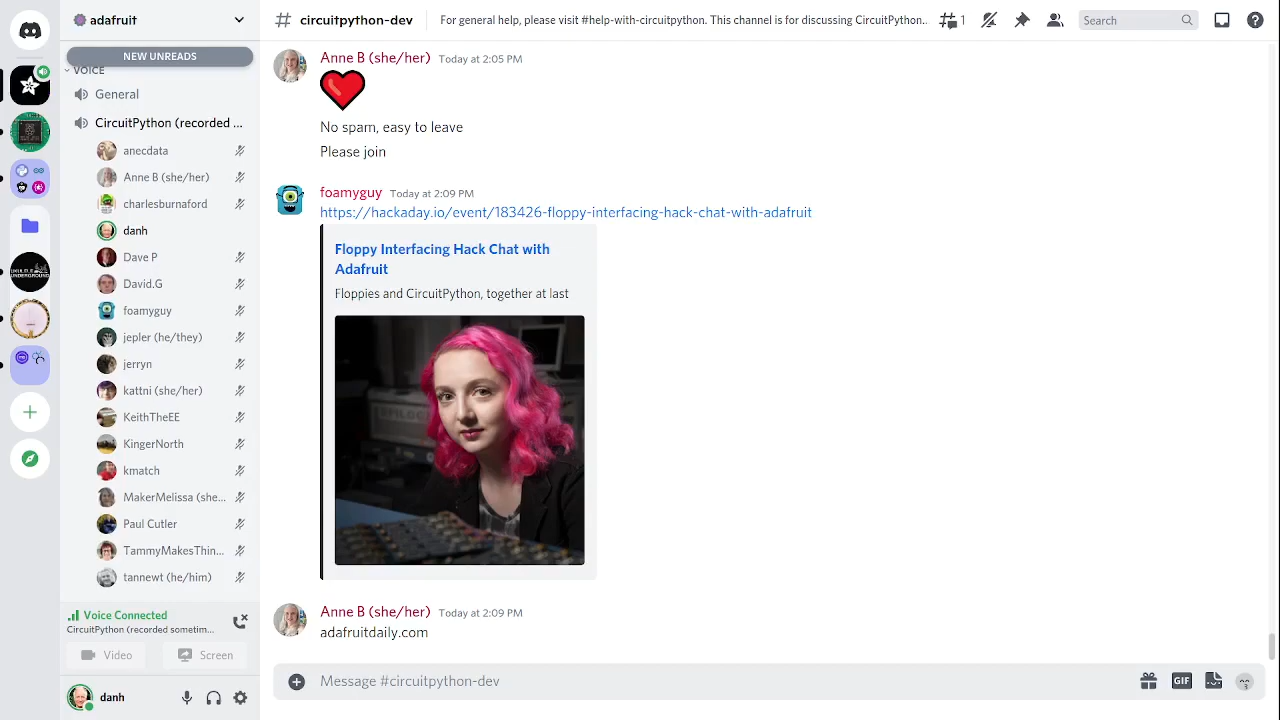 adafruit
circuitpython-dev
For general help, please visit #help-with-circuitpython. This channel is for discussing CircuitPython...
1
Search
NEW UNREADS
VOICE
General
CircuitPython (recorded ...
anecdata
Anne B (she/her)
charlesburnaford
danh
Dave P
David.G
foamyguy
jepler (he/they)
jerryn
kattni (she/her)
KeithTheEE
KingerNorth
kmatch
MakerMelissa (she...
Paul Cutler
TammyMakesThin...
tannewt (he/him)
Voice Connected
CircuitPython (recorded sometim...
Video
Screen
danh
Anne B (she/her) Today at 2:05 PM
No spam, easy to leave
Please join
foamyguy Today at 2:09 PM
https://hackaday.io/event/183426-floppy-interfacing-hack-chat-with-adafruit
Floppy Interfacing Hack Chat with
Adafruit
Floppies and CircuitPython, together at last
Anne B (she/her) Today at 2:09 PM
adafruitdaily.com
Message #circuitpython-dev
GIF